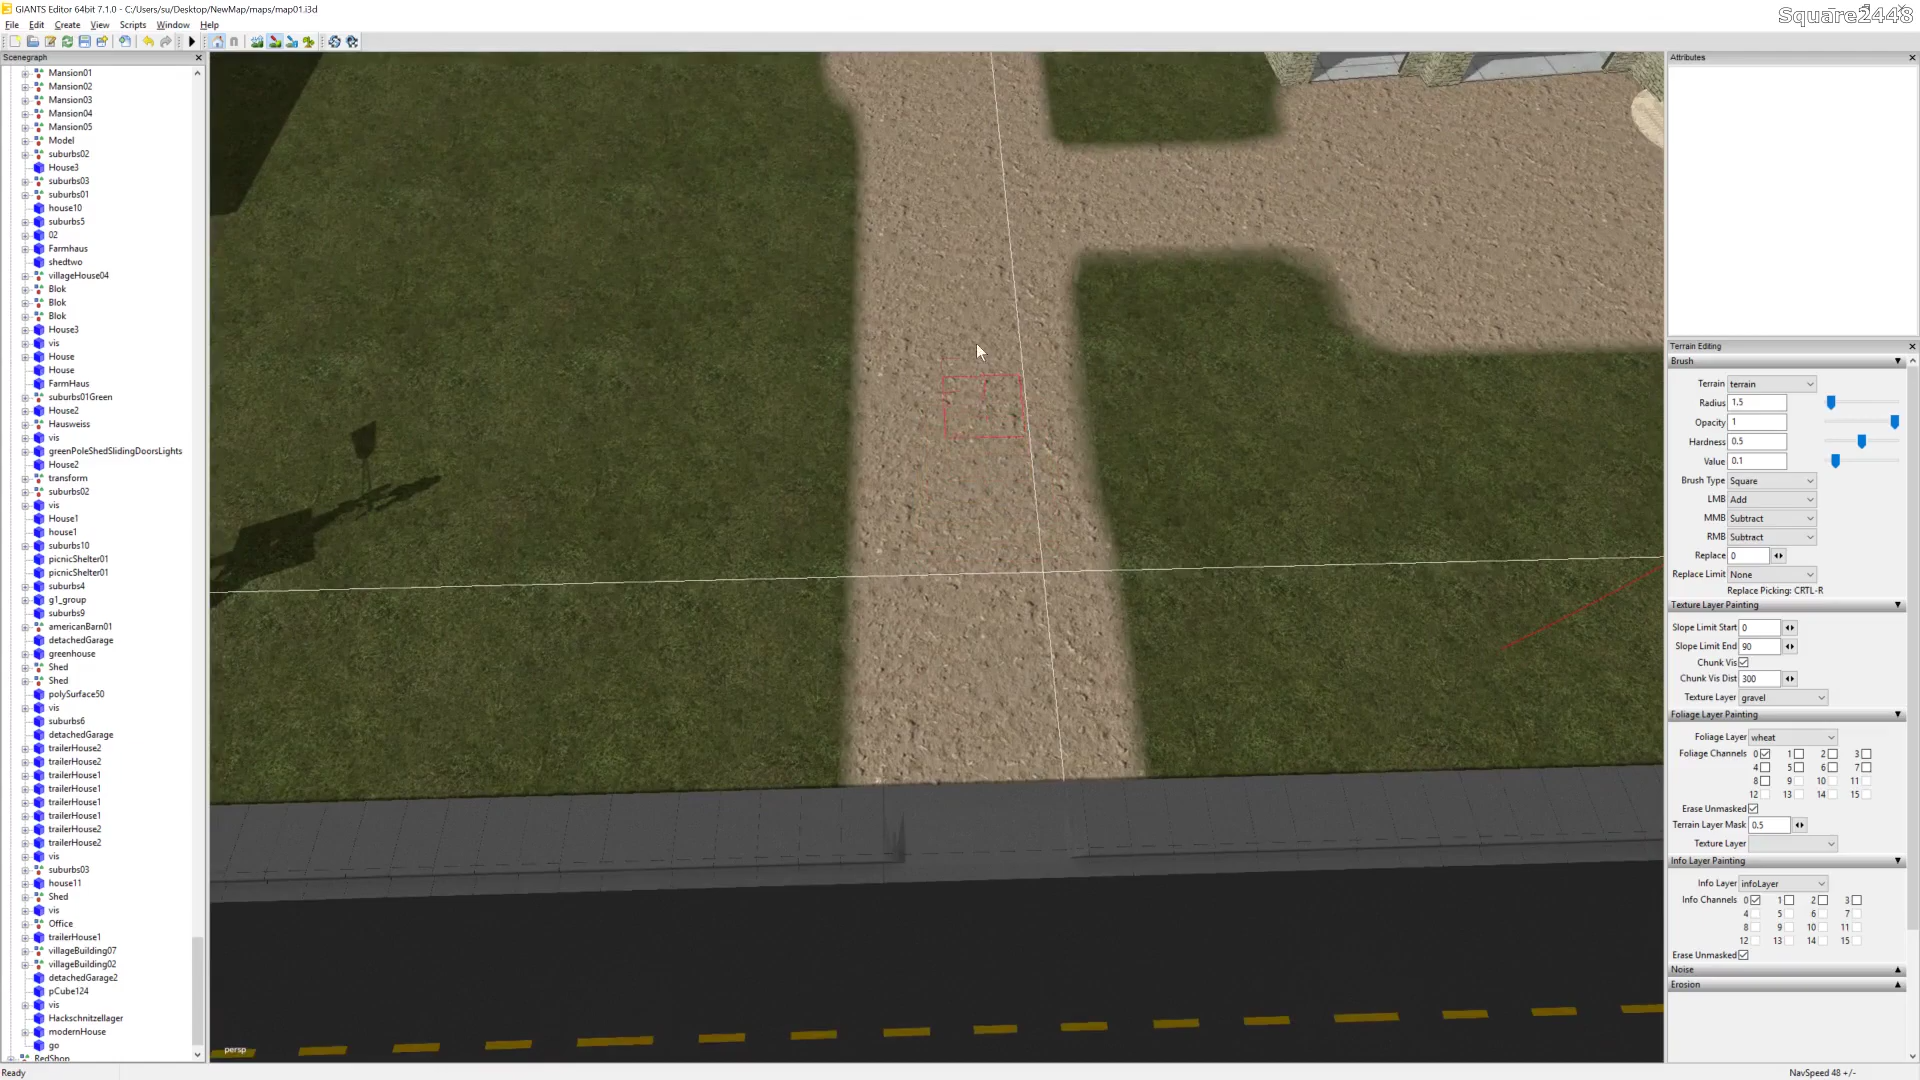 GIANTS Editor 64bit 7.1.0 - C:/Users/su/Desktop/NewMap/maps/map01.i3d
Square2448
File Edit Create View Scripts Window Help
Scenegraph
Mansion01
Mansion02
Mansion03
Mansion04
Mansion05
Model
suburbs02
House3
suburbs03
suburbs01
house10
suburbs5
02
Farmhaus
shedtwo
villageHouse04
Blok
Blok
Blok
House3
vis
House
House
FarmHaus
suburbs01Green
House2
Hausweiss
vis
greenPoleShedSlidingDoorsLights
House2
transform
suburbs02
vis
House1
house1
suburbs10
picnicShelter01
picnicShelter01
suburbs4
g1_group
suburbs9
americanBarn01
detachedGarage
greenhouse
Shed
Shed
polySurface50
vis
suburbs6
detachedGarage
trailerHouse2
trailerHouse2
trailerHouse1
trailerHouse1
trailerHouse1
trailerHouse1
trailerHouse2
trailerHouse2
vis
suburbs03
house11
Shed
vis
Office
trailerHouse1
villageBuilding07
villageBuilding02
detachedGarage2
pCube124
vis
Hackschnitzellager
modernHouse
go
RedShop
persp
Attributes
Terrain Editing
Brush
Terrain terrain
Radius 1.5
Opacity 1
Hardness 0.5
Value 0.1
Brush Type Square
LMB Add
MMB Subtract
RMB Subtract
Replace 0
Replace Limit None
Replace Picking: CRTL-R
Texture Layer Painting
Slope Limit Start 0
Slope Limit End 90
Chunk Vis
Chunk Vis Dist 300
Texture Layer gravel
Foliage Layer Painting
Foliage Layer wheat
Foliage Channels 0 1 2 3
4 5 6 7
8 9 10 11
12 13 14 15
Erase Unmasked
Terrain Layer Mask 0.5
Texture Layer
Info Layer Painting
Info Layer infoLayer
Info Channels 0 1 2 3
4 5 6 7
8 9 10 11
12 13 14 15
Erase Unmasked
Noise
Erosion
Ready
NavSpeed 48 +/-